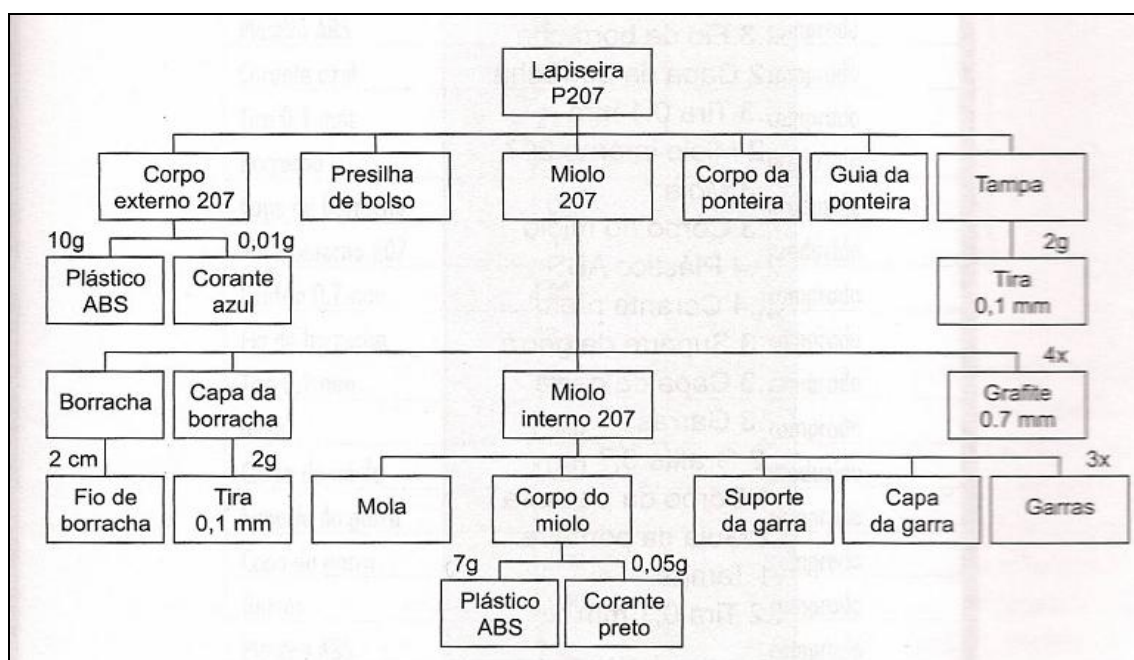 Lapiseira
P207
Corpo
externo 207
Presilha
de bolso
Miolo
207
Corpo da
ponteira
Guia da
ponteira
Tampa
10g
0,01g
2g
Plástico
ABS
Corante
azul
Tira
0,1 mm
4x
Borracha
Capa da
borracha
Miolo
interno 207
Grafite
0.7 mm
2 cm
2g
3x
Fio de
borracha
Tira
0,1 mm
Mola
Corpo do
miolo
Suporte
da garra
Capa
da garra
Garras
7g
0,05g
Plástico
ABS
Corante
preto